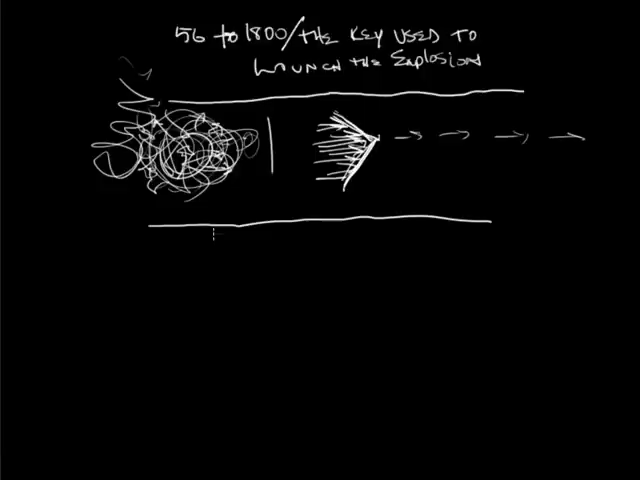 56 to 1800/THE KEY USED TO
LAUNCH THE Explosion